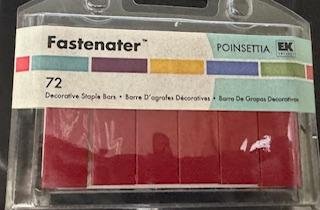 Fastenater™ POINSETTIA EK
72
Decorative Staple Bars • Barre D'agrafes Décoratives • Barra De Grapas Decorativas